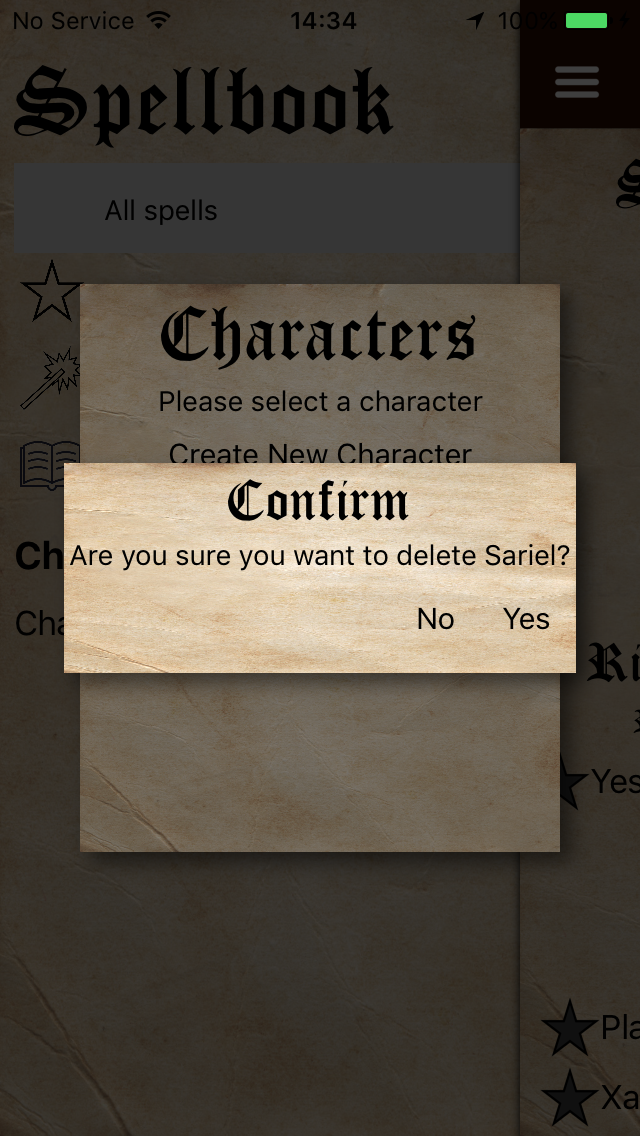 No Service 14:34 100%
Spellbook
All spells
Characters
Please select a character
Create New Character
Confirm
Are you sure you want to delete Sariel?
No Yes
Ch
Cha
Ri
Yes
Pla
Xa